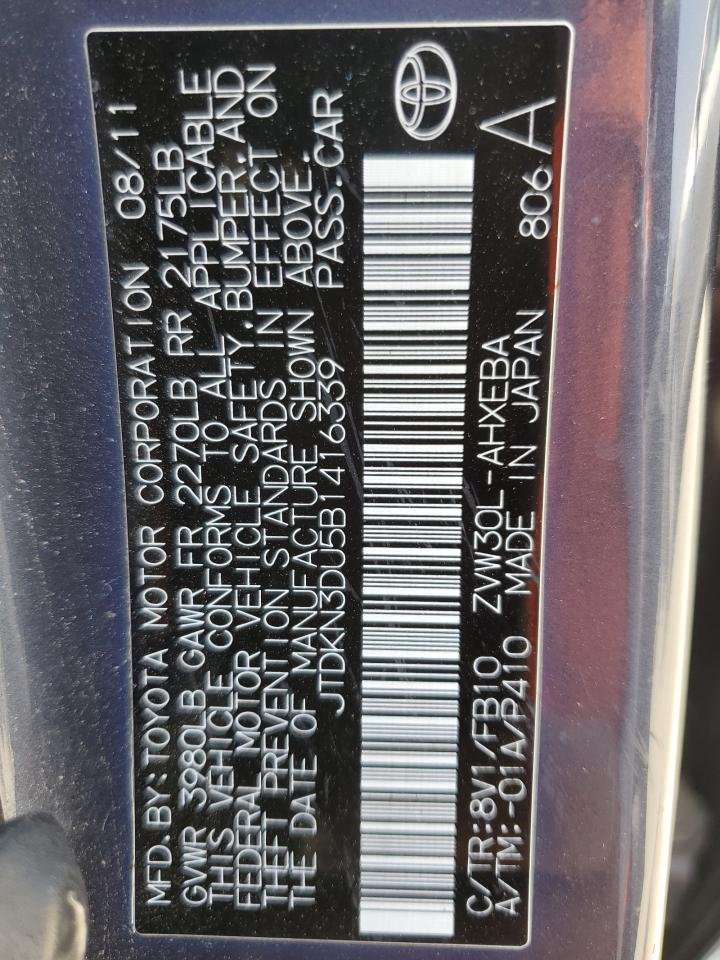 MFD.BY:TOYOTA MOTOR CORPORATION 08/11
GVWR 3980LB GAWR FR 2270LB RR 2175LB
THIS VEHICLE CONFORMS TO ALL APPLICABLE
FEDERAL MOTOR VEHICLE SAFETY,BUMPER,AND
THEFT PREVENTION STANDARDS IN EFFECT ON
THE DATE OF MANUFACTURE SHOWN ABOVE.
JTDKN3DU5B1416339 PASS.CAR
C/TR:8V1/FB10 ZVW30L-AHXEBA 806 A
A/TM:-01A/P410 MADE IN JAPAN